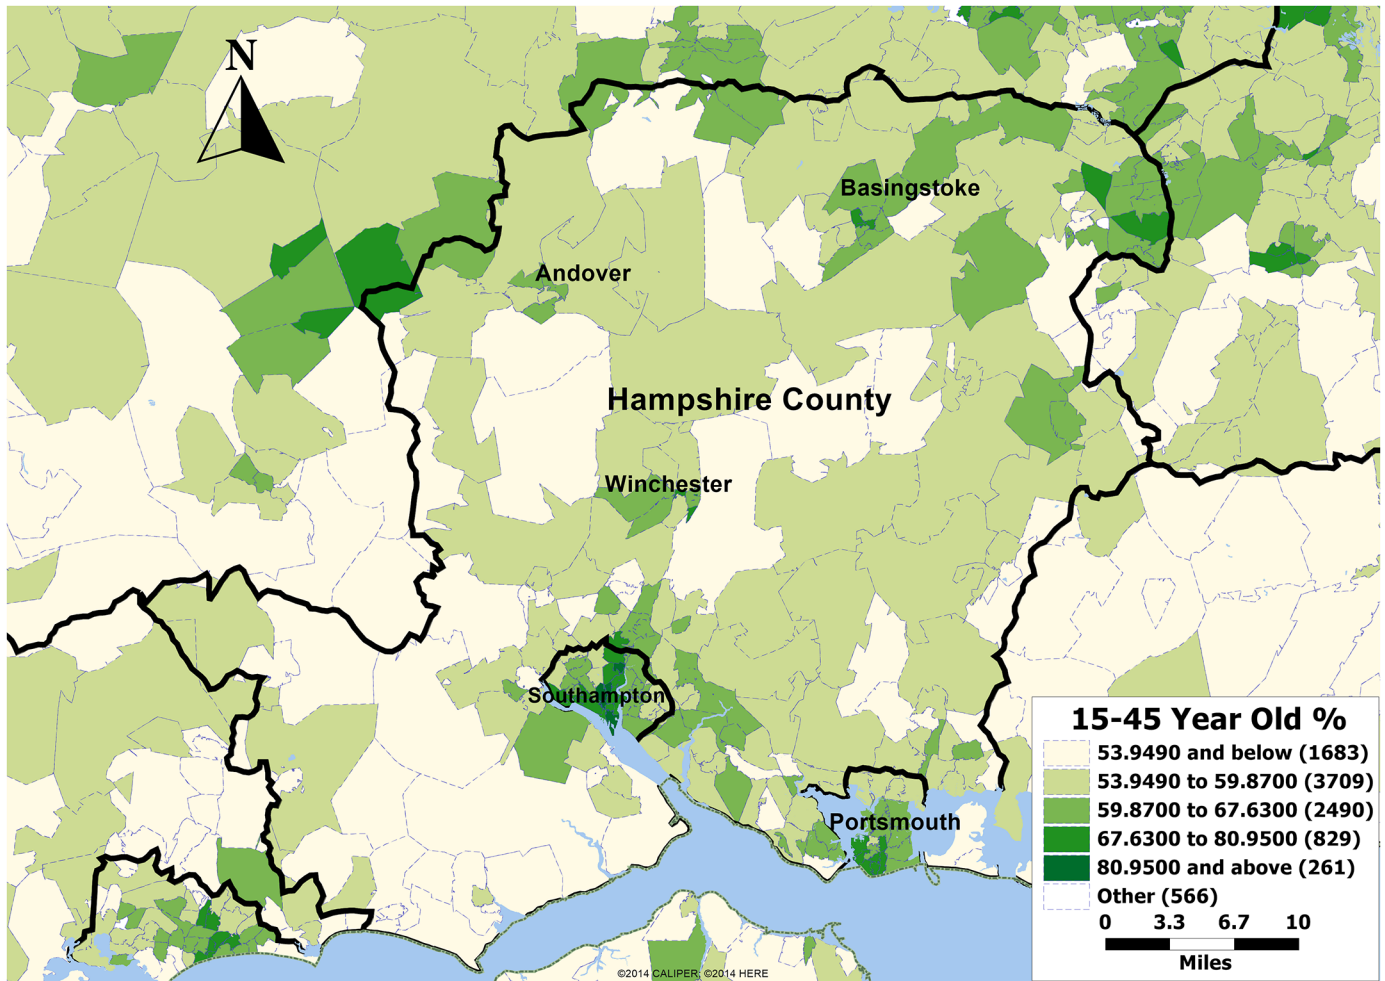 N
Basingstoke
Andover
Hampshire County
Winchester
Southampton
Portsmouth
15-45 Year Old %
53.9490 and below (1683)
53.9490 to 59.8700 (3709)
59.8700 to 67.6300 (2490)
67.6300 to 80.9500 (829)
80.9500 and above (261)
Other (566)
0 3.3 6.7 10
Miles
©2014 CALIPER; ©2014 HERE